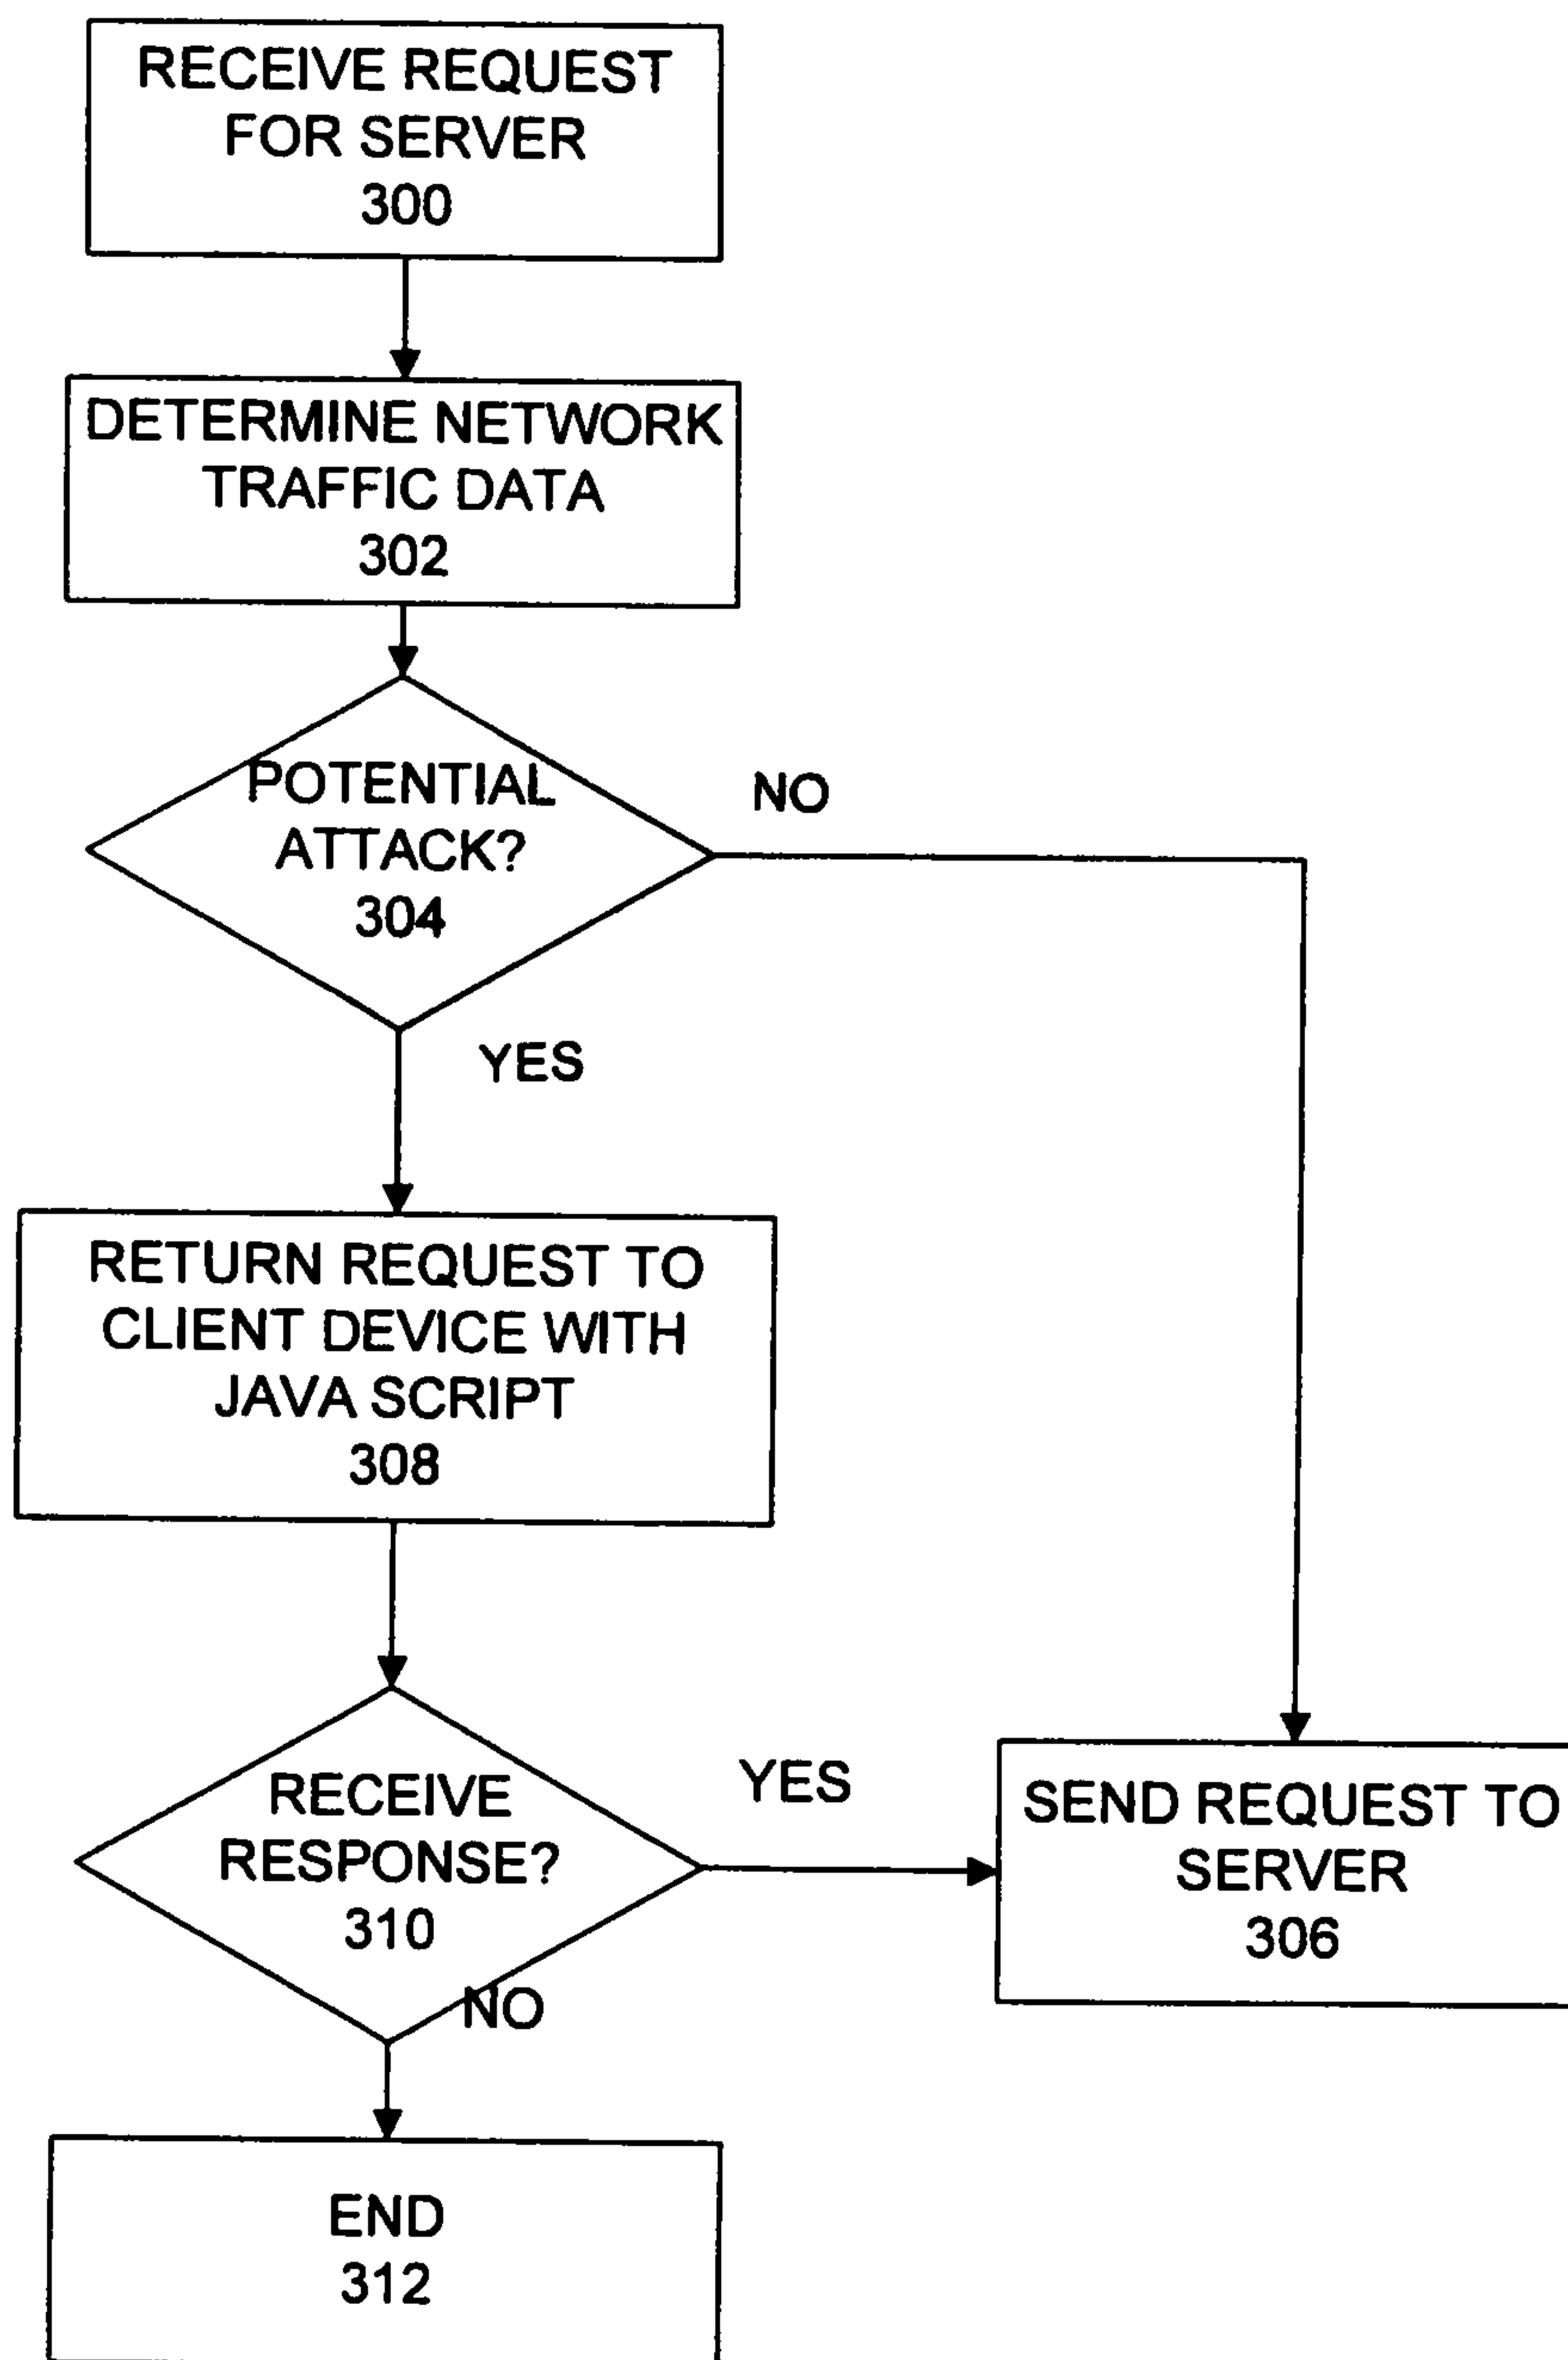 RECEIVE REQUEST
FOR SERVER
300
DETERMINE NETWORK
TRAFFIC DATA
302
POTENTIAL
ATTACK?
304
NO
YES
RETURN REQUEST TO
CLIENT DEVICE WITH
JAVA SCRIPT
308
RECEIVE
RESPONSE?
310
YES
SEND REQUEST TO
SERVER
306
NO
END
312